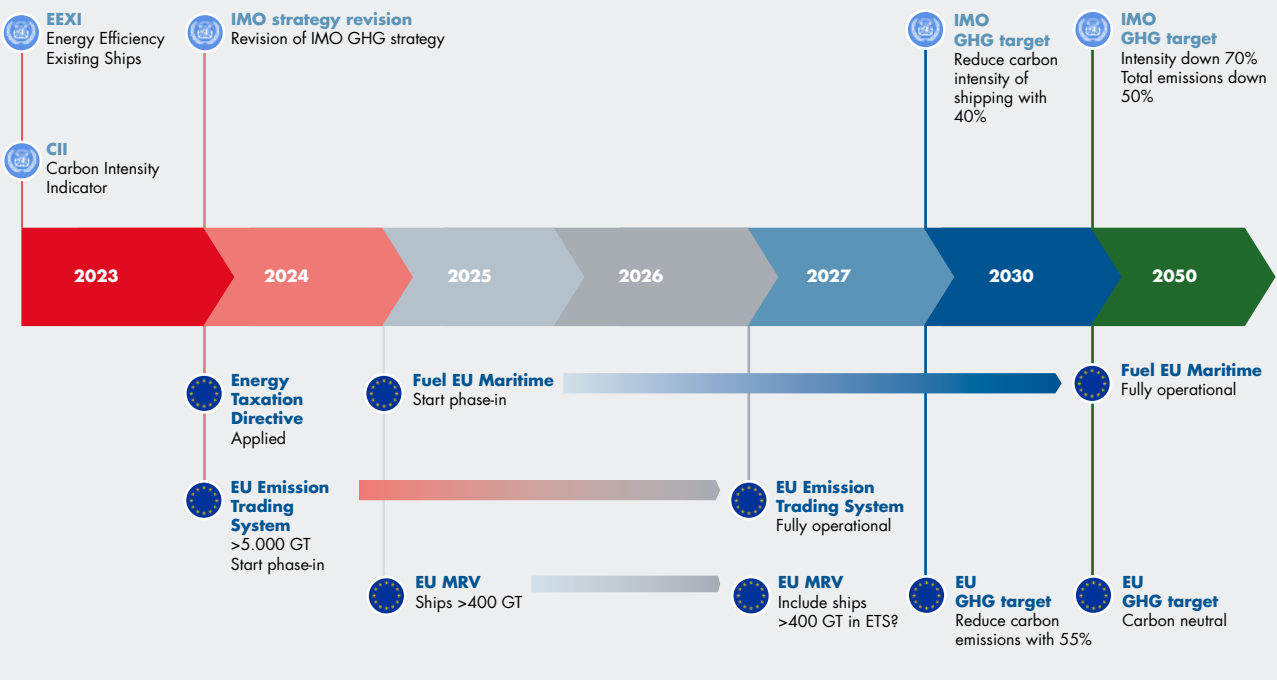 EEXI
Energy Efficiency
Existing Ships
IMO strategy revision
Revision of IMO GHG strategy
IMO
GHG target
Reduce carbon
intensity of
shipping with
40%
IMO
GHG target
Intensity down 70%
Total emissions down
50%
CII
Carbon Intensity
Indicator
2023
2024
2025
2026
2027
2030
2050
Energy
Taxation
Directive
Applied
Fuel EU Maritime
Start phase-in
Fuel EU Maritime
Fully operational
EU Emission
Trading
System
>5.000 GT
Start phase-in
EU Emission
Trading System
Fully operational
EU MRV
Ships >400 GT
EU MRV
Include ships
>400 GT in ETS?
EU
GHG target
Reduce carbon
emissions with 55%
EU
GHG target
Carbon neutral